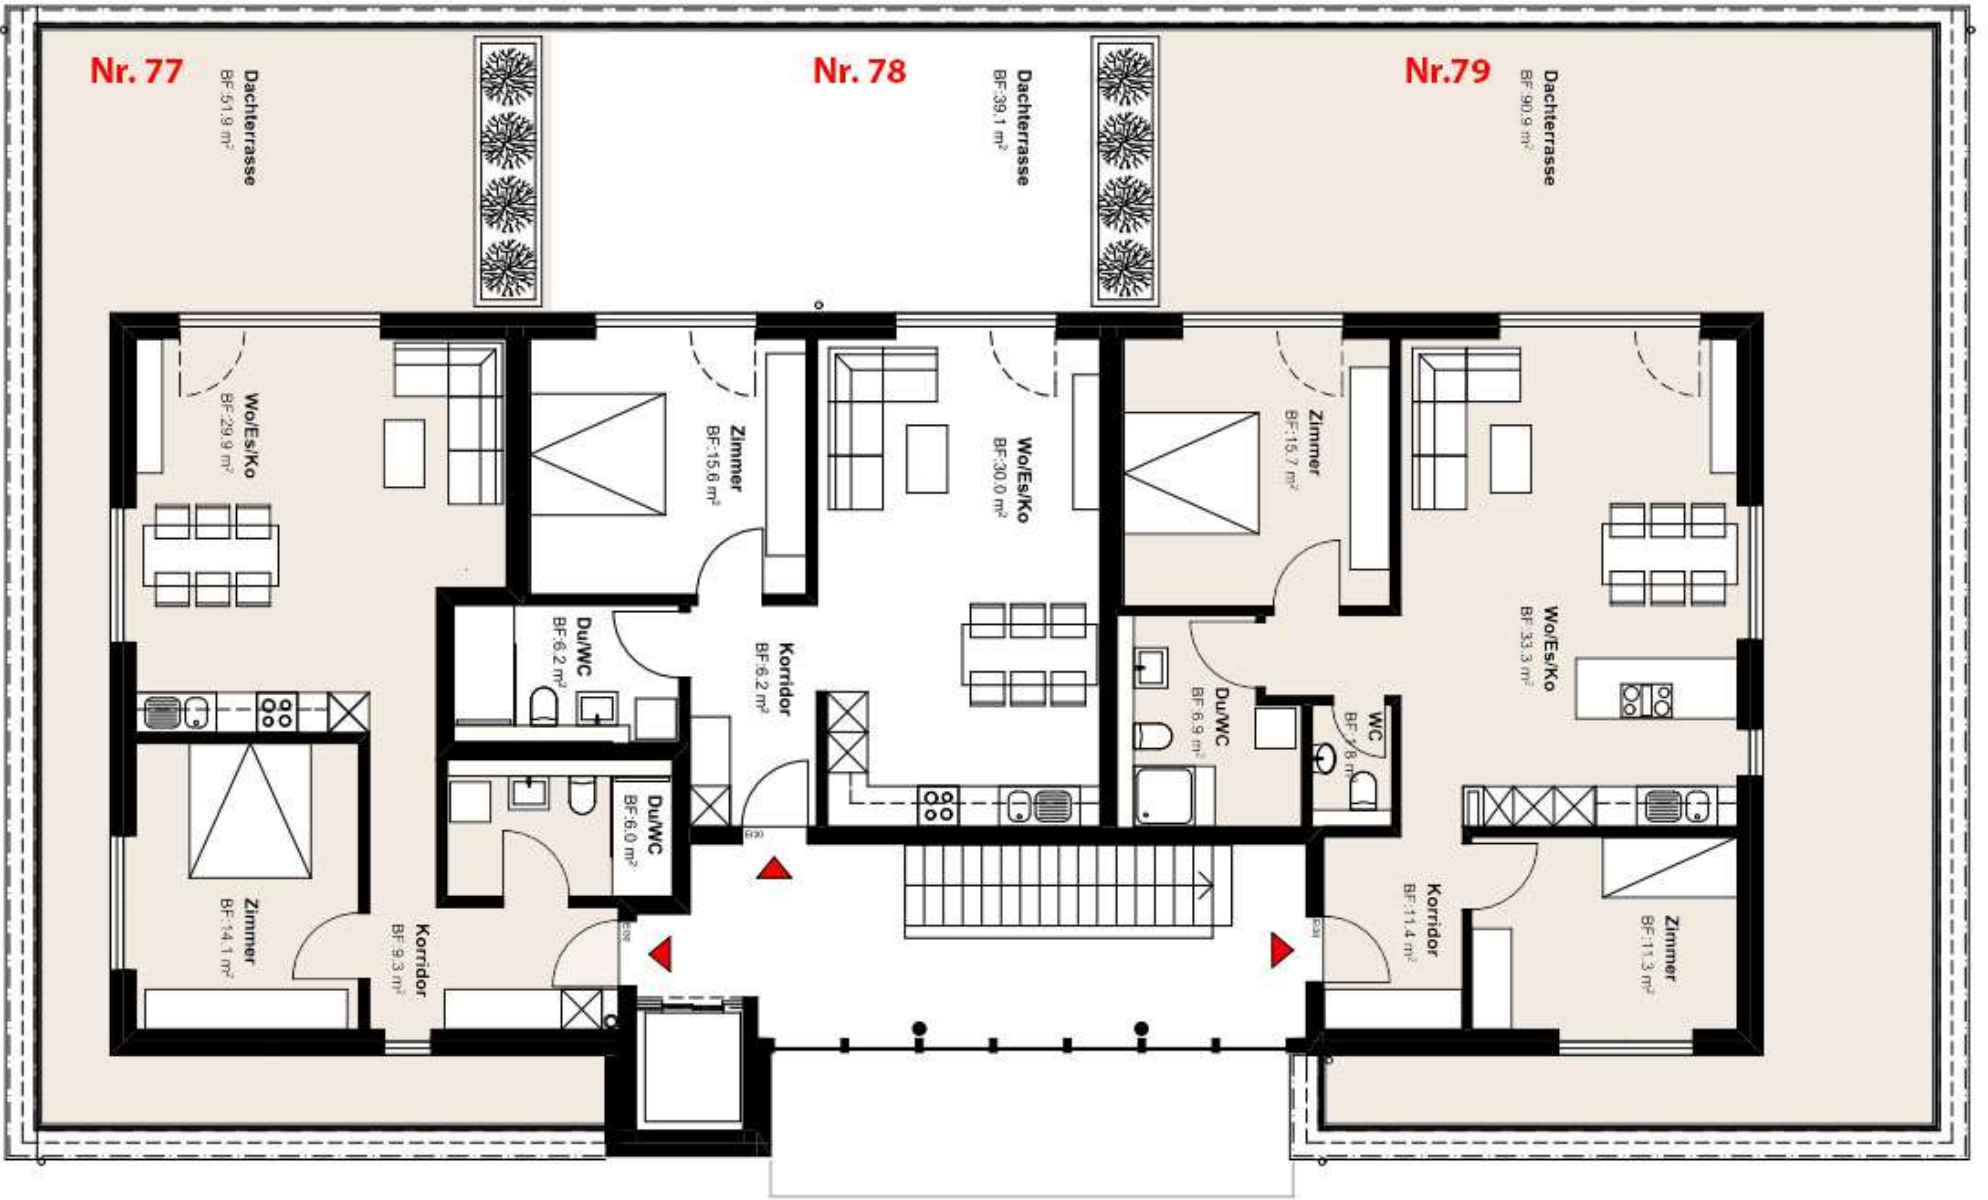 Nr. 77
Dachterrasse
BF:51.9 m²
Nr. 78
Dachterrasse
BF:39.1 m²
Nr.79
Dachterrasse
BF:90.9 m²
Wo/Es/Ko
BF:29.9 m²
Zimmer
BF:15.6 m²
Wo/Es/Ko
BF:30.0 m²
Zimmer
BF:15.7 m²
Wo/Es/Ko
BF:33.3 m²
Du/WC
BF:6.2 m²
Korridor
BF:6.2 m²
Du/WC
BF:6.9 m²
WC
BF:1.8 m²
Du/WC
BF:6.0 m²
Zimmer
BF:14.1 m²
Korridor
BF:9.3 m²
Korridor
BF:11.4 m²
Zimmer
BF:11.3 m²